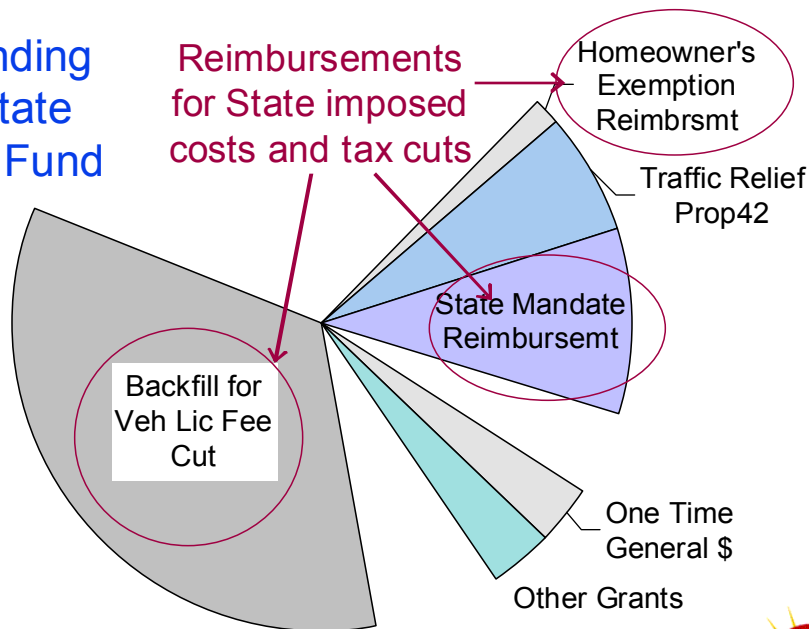 nding
tate
Fund
Reimbursements
for State imposed
costs and tax cuts
Homeowner's
Exemption
Reimbrsmt
Traffic Relief
Prop42
State Mandate
Reimbursemt
Backfill for
Veh Lic Fee
Cut
One Time
General $
Other Grants